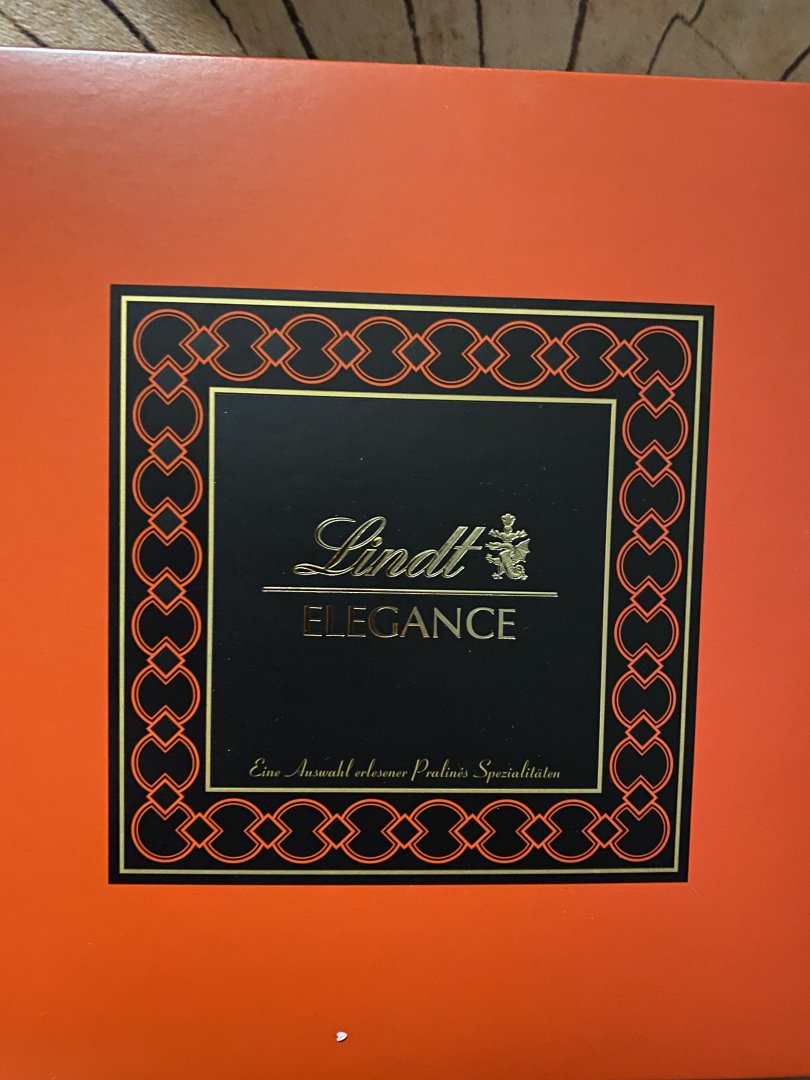 Lindt
ELEGANCE
Eine Auswahl erlesener Pralinés Spezialitäten